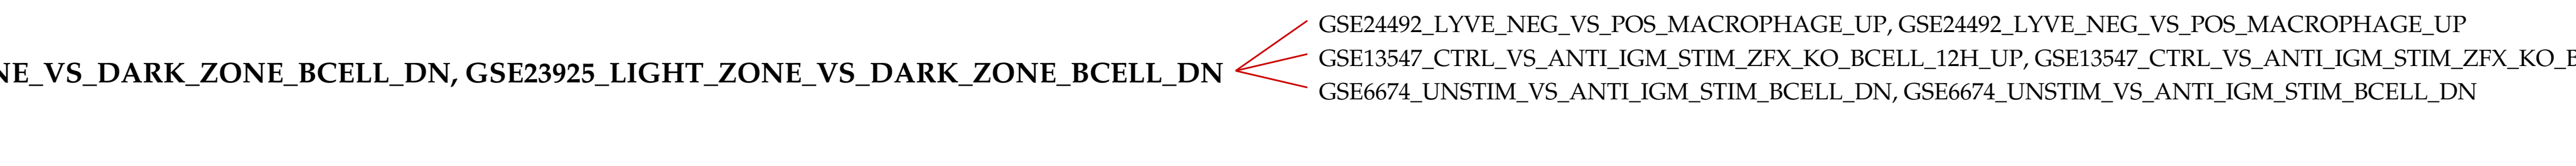 GSE24492_LYVE_NEG_VS_POS_MACROPHAGE_UP, GSE24492_LYVE_NEG_VS_POS_MACROPHAGE_UP
GSE13547_CTRL_VS_ANTI_IGM_STIM_ZFX_KO_BCELL_12H_UP, GSE13547_CTRL_VS_ANTI_IGM_STIM_ZFX_KO_B
NE_VS_DARK_ZONE_BCELL_DN, GSE23925_LIGHT_ZONE_VS_DARK_ZONE_BCELL_DN
GSE6674_UNSTIM_VS_ANTI_IGM_STIM_BCELL_DN, GSE6674_UNSTIM_VS_ANTI_IGM_STIM_BCELL_DN